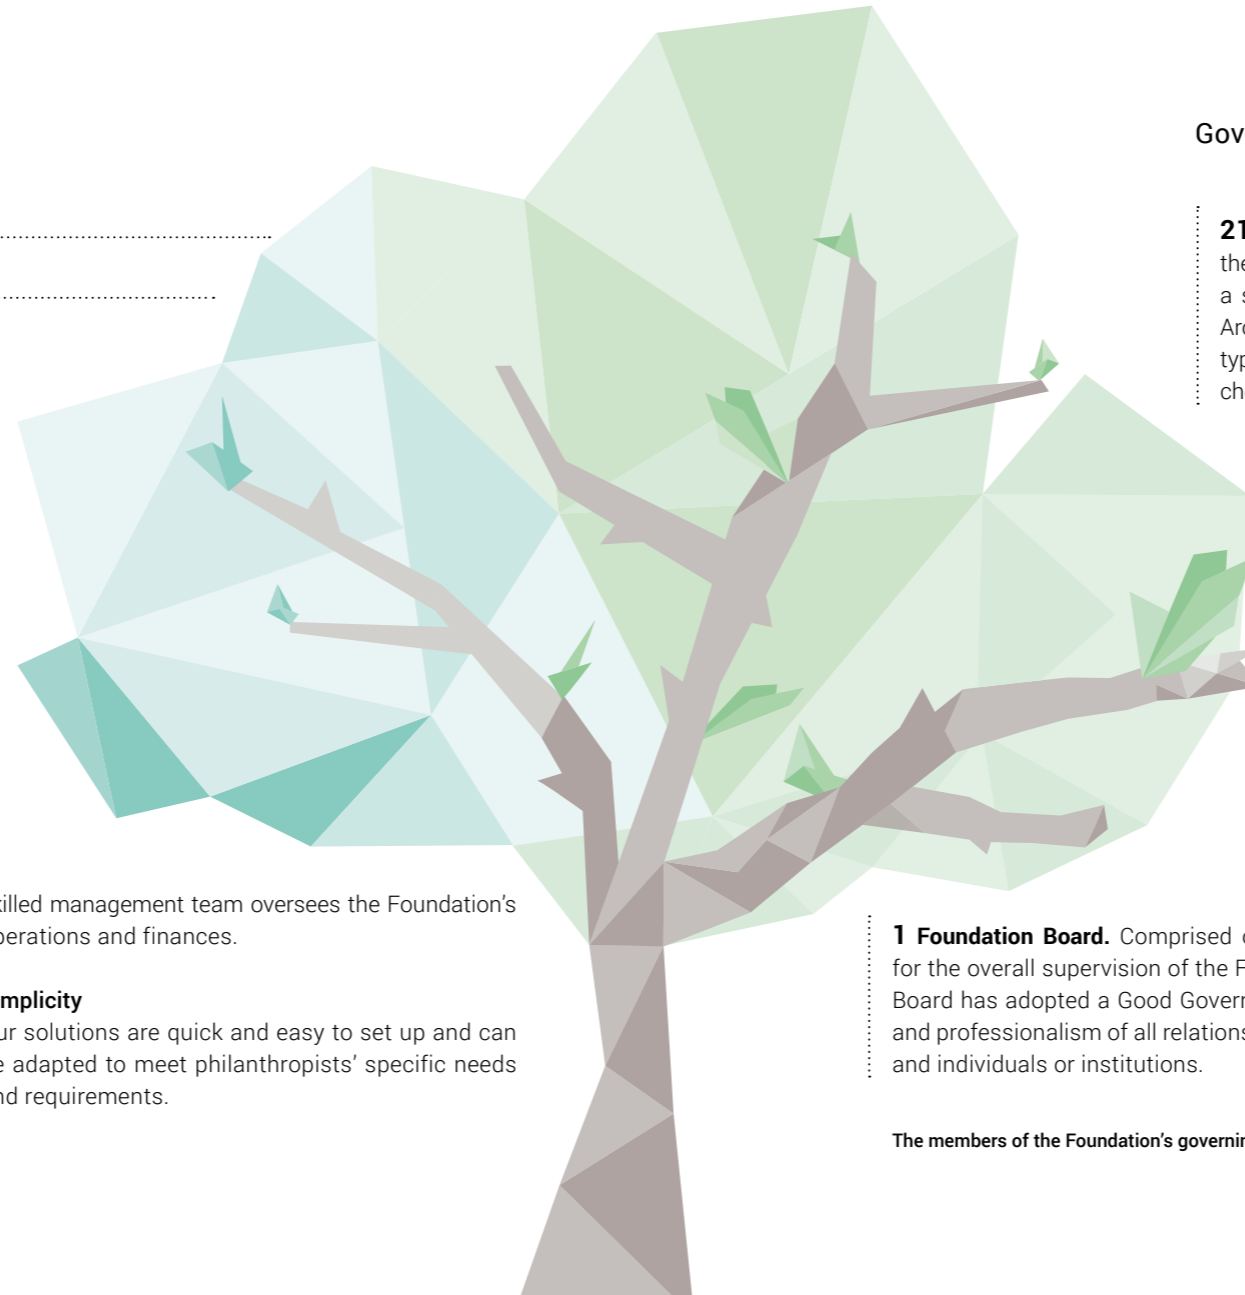 Gov
21
the
a s
Arc
typ
ch
killed management team oversees the Foundation's
perations and finances.
mplicity
ur solutions are quick and easy to set up and can
e adapted to meet philanthropists' specific needs
nd requirements.
1 Foundation Board. Comprised
for the overall supervision of the F
Board has adopted a Good Govern
and professionalism of all relations
and individuals or institutions.
The members of the Foundation's governin